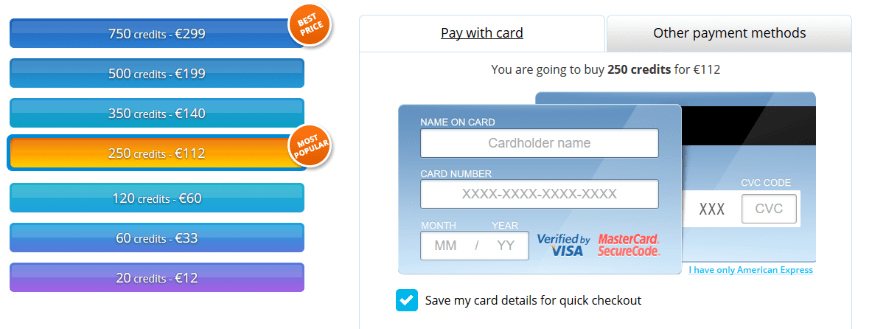 750 credits - €299
BEST
PRICE
500 credits - €199
350 credits - €140
250 credits - €112
MOST
POPULAR
120 credits - €60
60 credits - €33
20 credits - €12
Pay with card
Other payment methods
You are going to buy 250 credits for €112
NAME ON CARD
Cardholder name
CARD NUMBER
XXXX-XXXX-XXXX-XXXX
MONTH YEAR
MM / YY
Verified by
VISA
MasterCard.
SecureCode.
CVC CODE
XXX CVC
I have only American Express
Save my card details for quick checkout